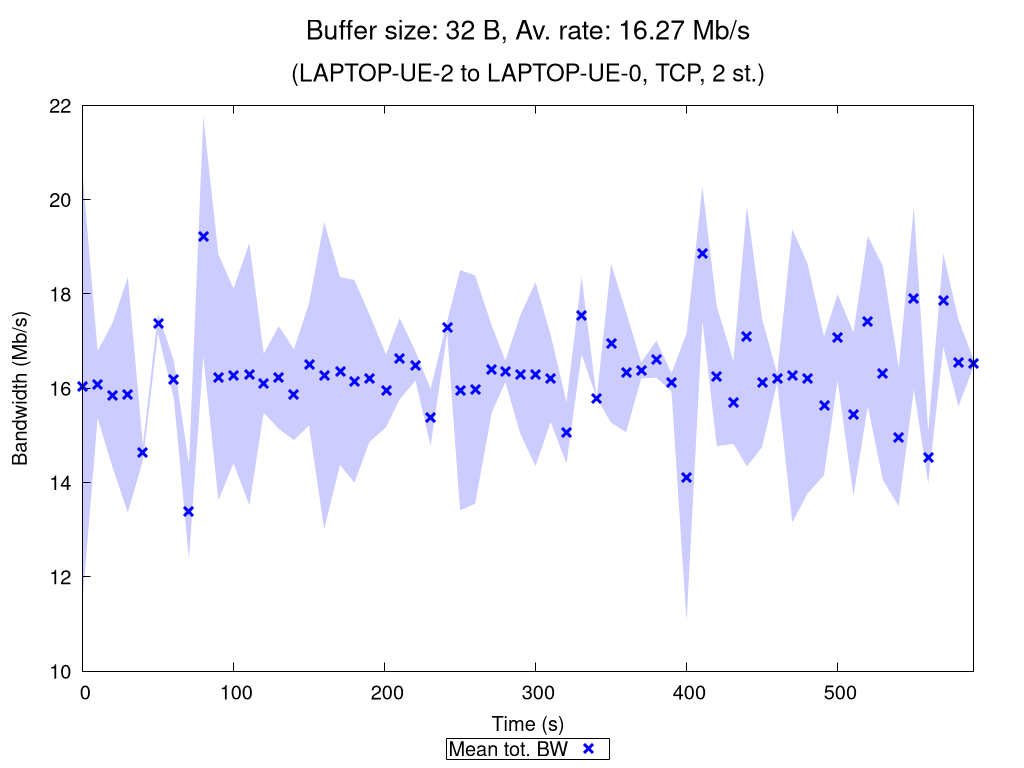 Buffer size: 32 B, Av. rate: 16.27 Mb/s
(LAPTOP-UE-2 to LAPTOP-UE-0, TCP, 2 st.)
22
20
18
16
14
12
10
Bandwidth (Mb/s)
0 100 200 300 400 500
Time (s)
Mean tot. BW